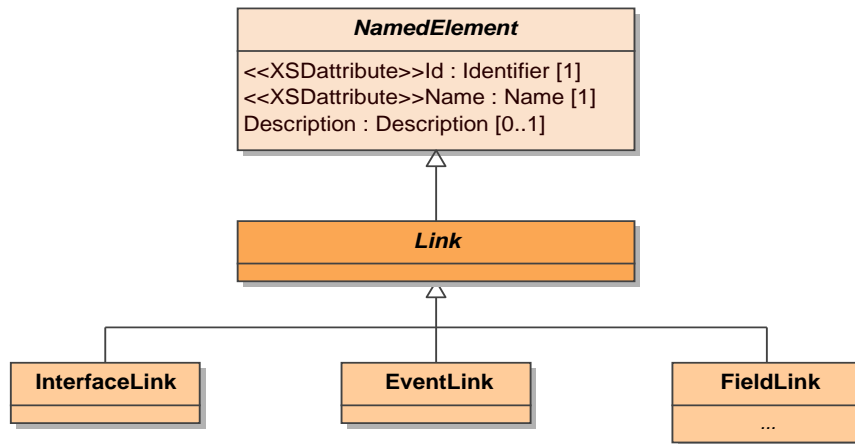 NamedElement
<<XSDattribute>>Id : Identifier [1]
<<XSDattribute>>Name : Name [1]
Description : Description [0..1]
Link
InterfaceLink
EventLink
FieldLink
...